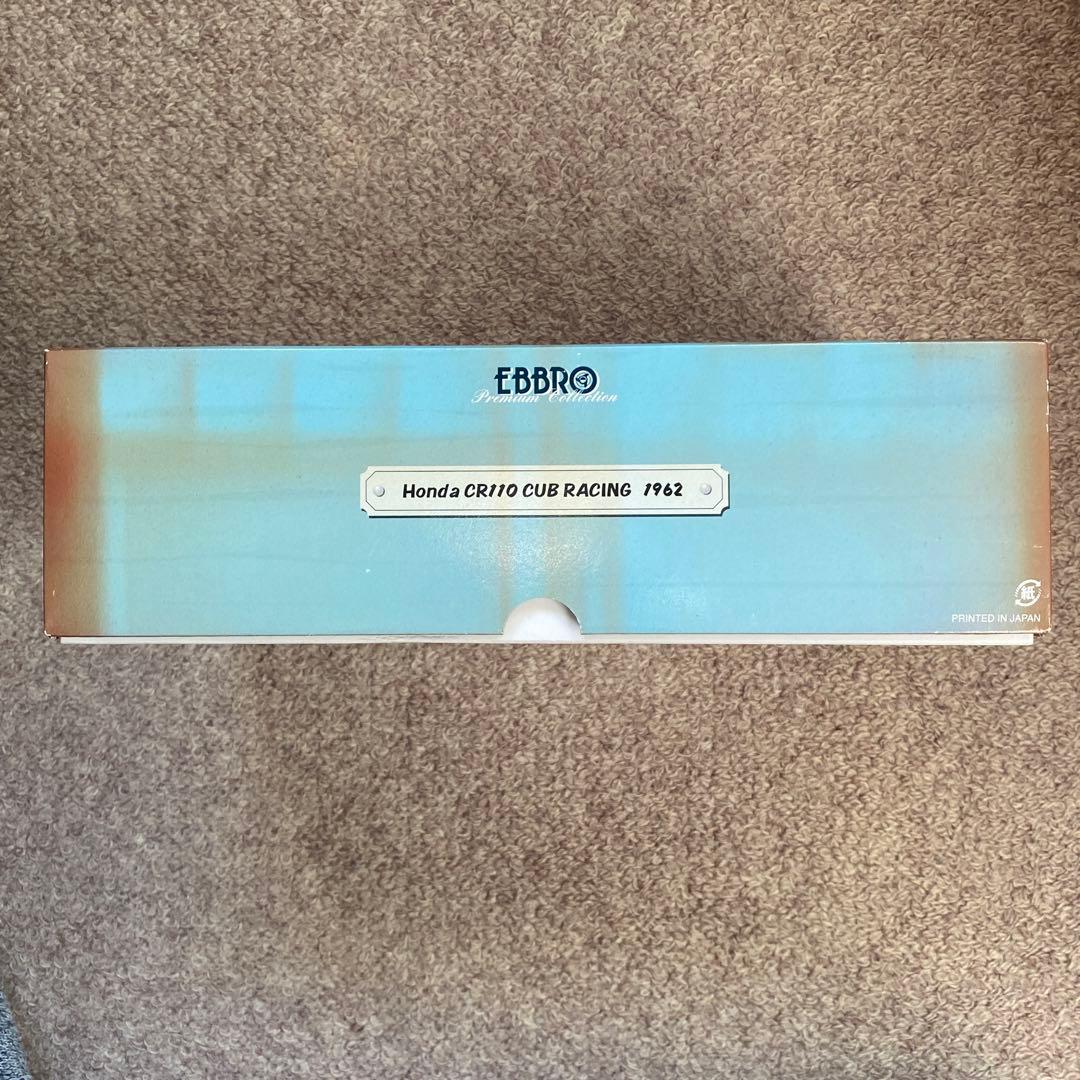 EBBRO
Premium Collection
Honda CR110 CUB RACING 1962
紙
PRINTED IN JAPAN